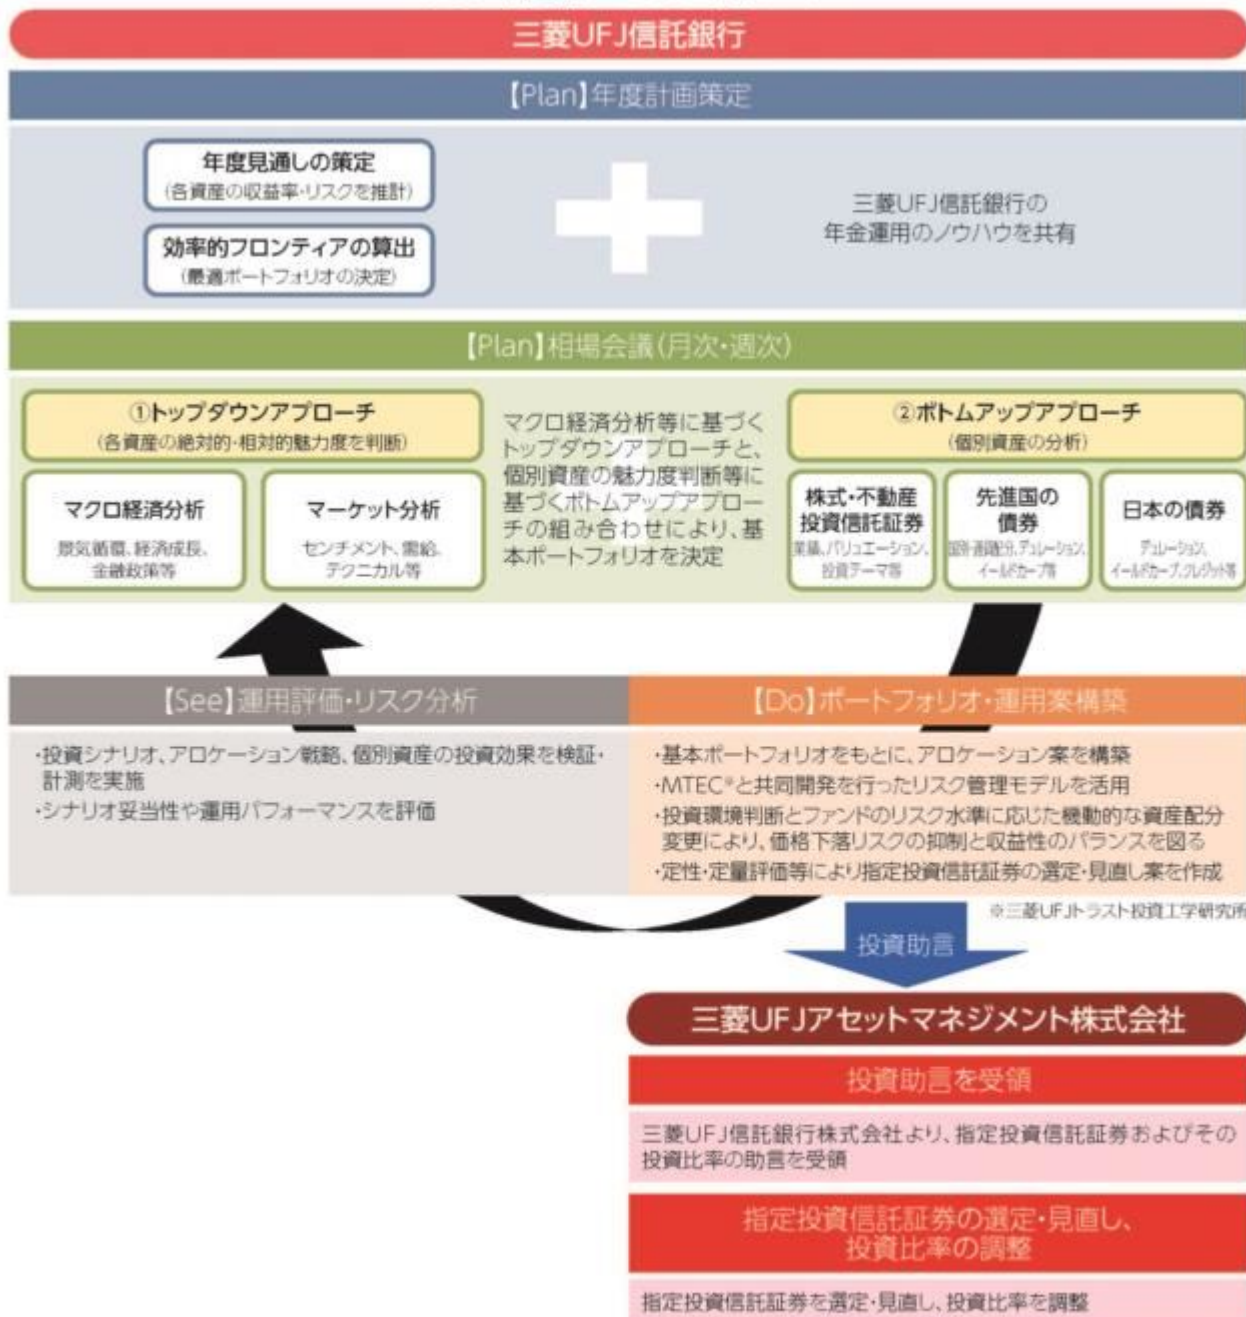 三菱UFJ信託銀行
【Plan】年度計画策定
年度見通しの策定
(各資産の収益率・リスクを推計)
効率的フロンティアの算出
(最適ポートフォリオの決定)
三菱UFJ信託銀行の
年金運用のノウハウを共有
【Plan】相場会議(月次・週次)
①トップダウンアプローチ
(各資産の絶対的・相対的魅力度を判断)
マクロ経済分析
景気循環、経済成長、
金融政策等
マーケット分析
センチメント、需給、
テクニカル等
マクロ経済分析等に基づく
トップダウンアプローチと、
個別資産の魅力度判断等に
基づくボトムアップアプロー
チの組み合わせにより、基
本ポートフォリオを決定
②ボトムアップアプローチ
(個別資産の分析)
株式・不動産
投資信託証券
業績、バリュエーション、
投資テーマ等
先進国の
債券
国別・通貨配分、デュレーション、
イールドカーブ等
日本の債券
デュレーション、
イールドカーブ、クレジット等
【See】運用評価・リスク分析
・投資シナリオ、アロケーション戦略、個別資産の投資効果を検証・
計測を実施
・シナリオ妥当性や運用パフォーマンスを評価
【Do】ポートフォリオ・運用案構築
・基本ポートフォリオをもとに、アロケーション案を構築
・MTEC※と共同開発を行ったリスク管理モデルを活用
・投資環境判断とファンドのリスク水準に応じた機動的な資産配分
変更により、価格下落リスクの抑制と収益性のバランスを図る
・定性・定量評価等により指定投資信託証券の選定・見直し案を作成
※三菱UFJトラスト投資工学研究所
投資助言
三菱UFJアセットマネジメント株式会社
投資助言を受領
三菱UFJ信託銀行株式会社より、指定投資信託証券およびその
投資比率の助言を受領
指定投資信託証券の選定・見直し、
投資比率の調整
指定投資信託証券を選定・見直し、投資比率を調整